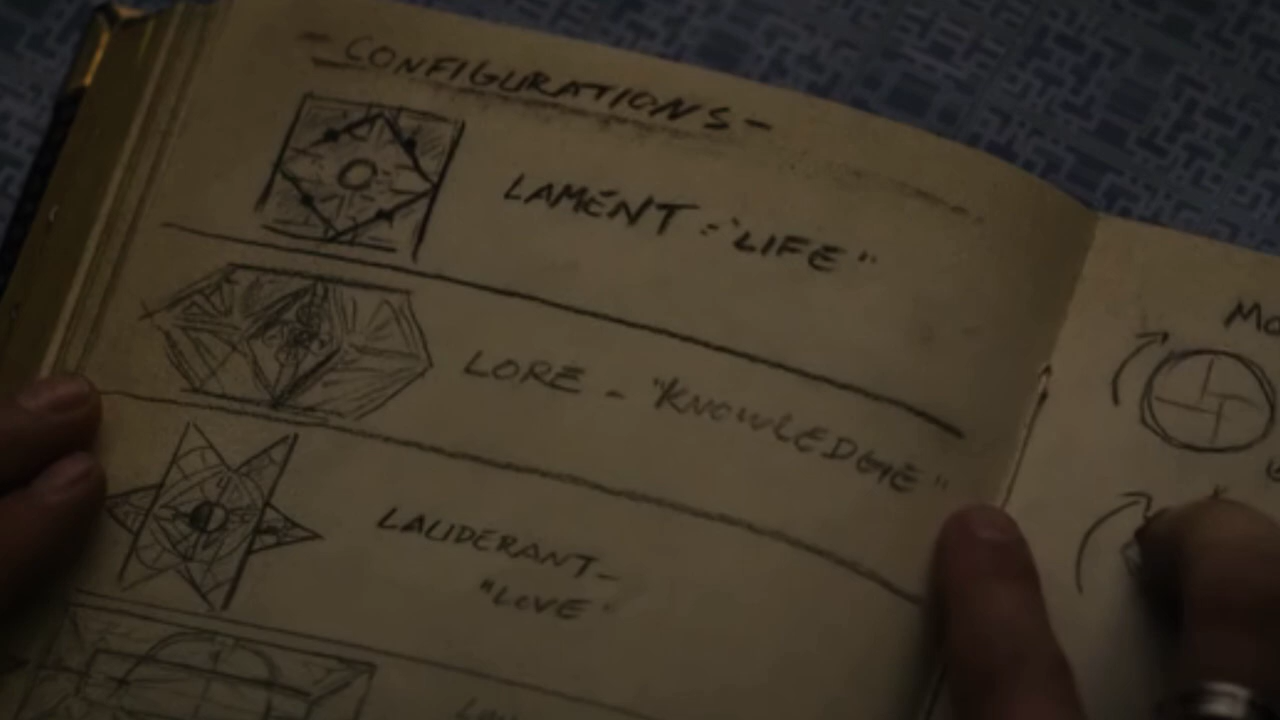 - CONFIGURATIONS -
LAMENT - "LIFE"
LORE - "KNOWLEDGE"
LAUDERANT -
"LOVE"